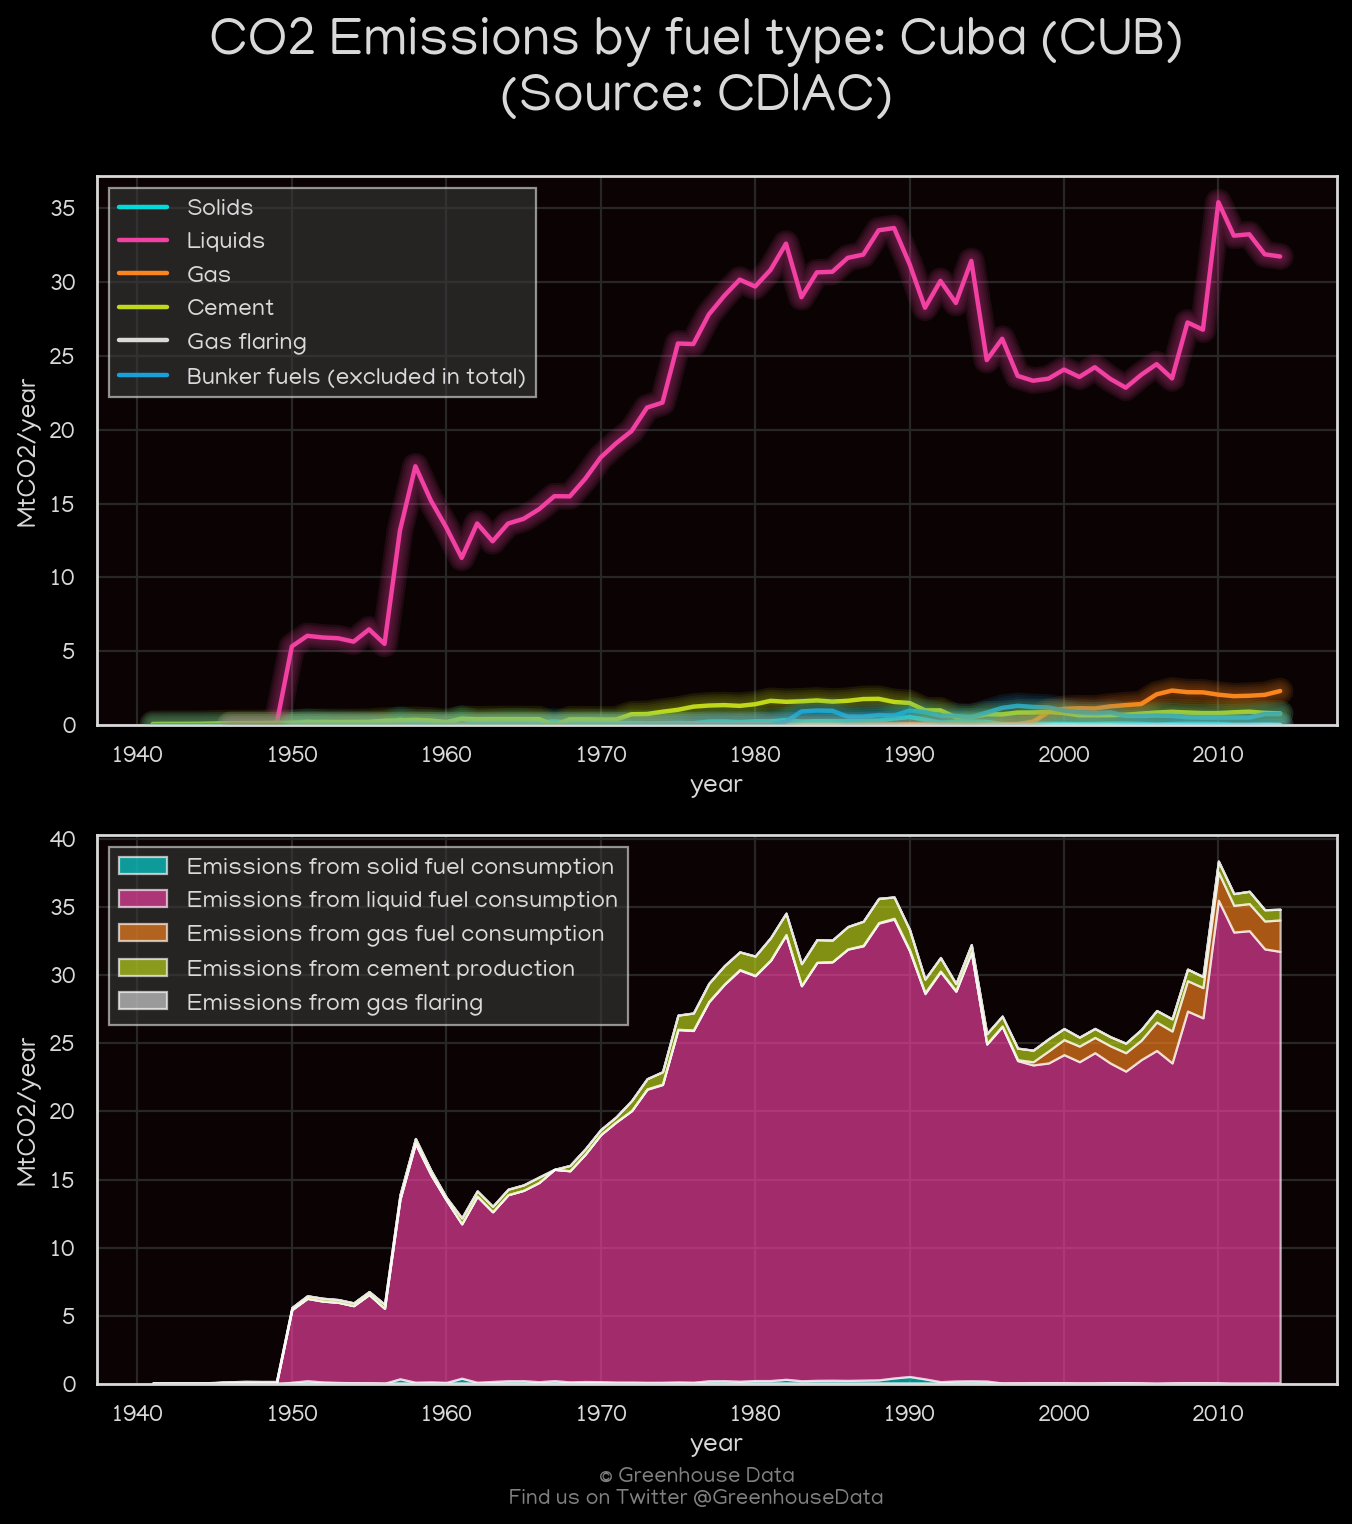 CO2 Emissions by fuel type: Cuba (CUB)
(Source: CDIAC)
35
30
25
20
15
10
5
0
MtCO2/year
Solids
Liquids
Gas
Cement
Gas flaring
Bunker fuels (excluded in total)
1940 1950 1960 1970 1980 1990 2000 2010
year
40
35
30
25
20
15
10
5
0
MtCO2/year
Emissions from solid fuel consumption
Emissions from liquid fuel consumption
Emissions from gas fuel consumption
Emissions from cement production
Emissions from gas flaring
1940 1950 1960 1970 1980 1990 2000 2010
year
© Greenhouse Data
Find us on Twitter @GreenhouseData